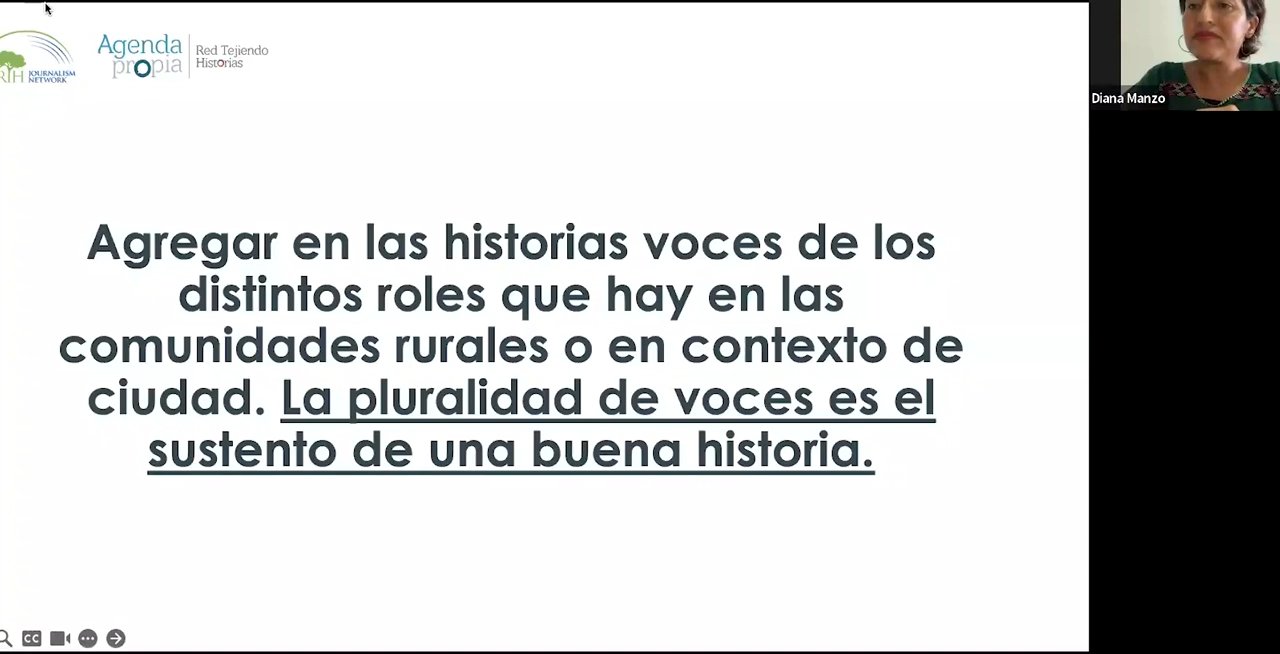 RTH JOURNALISM
NETWORK
Agenda
propia
Red Tejiendo
Historias
Diana Manzo
Agregar en las historias voces de los
distintos roles que hay en las
comunidades rurales o en contexto de
ciudad. La pluralidad de voces es el
sustento de una buena historia.
CC